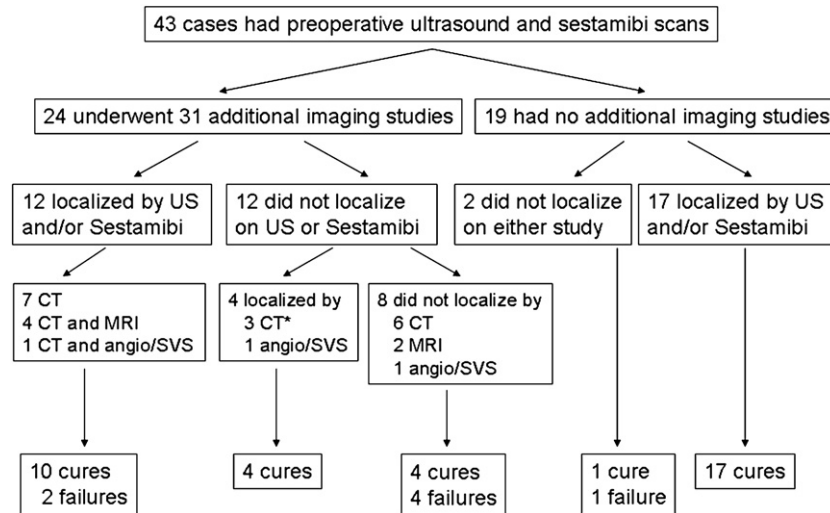 43 cases had preoperative ultrasound and sestamibi scans
24 underwent 31 additional imaging studies
19 had no additional imaging studies
12 localized by US
and/or Sestamibi
12 did not localize
on US or Sestamibi
2 did not localize
on either study
17 localized by US
and/or Sestamibi
7 CT
4 CT and MRI
1 CT and angio/SVS
4 localized by
3 CT*
1 angio/SVS
8 did not localize by
6 CT
2 MRI
1 angio/SVS
10 cures
2 failures
4 cures
4 cures
4 failures
1 cure
1 failure
17 cures